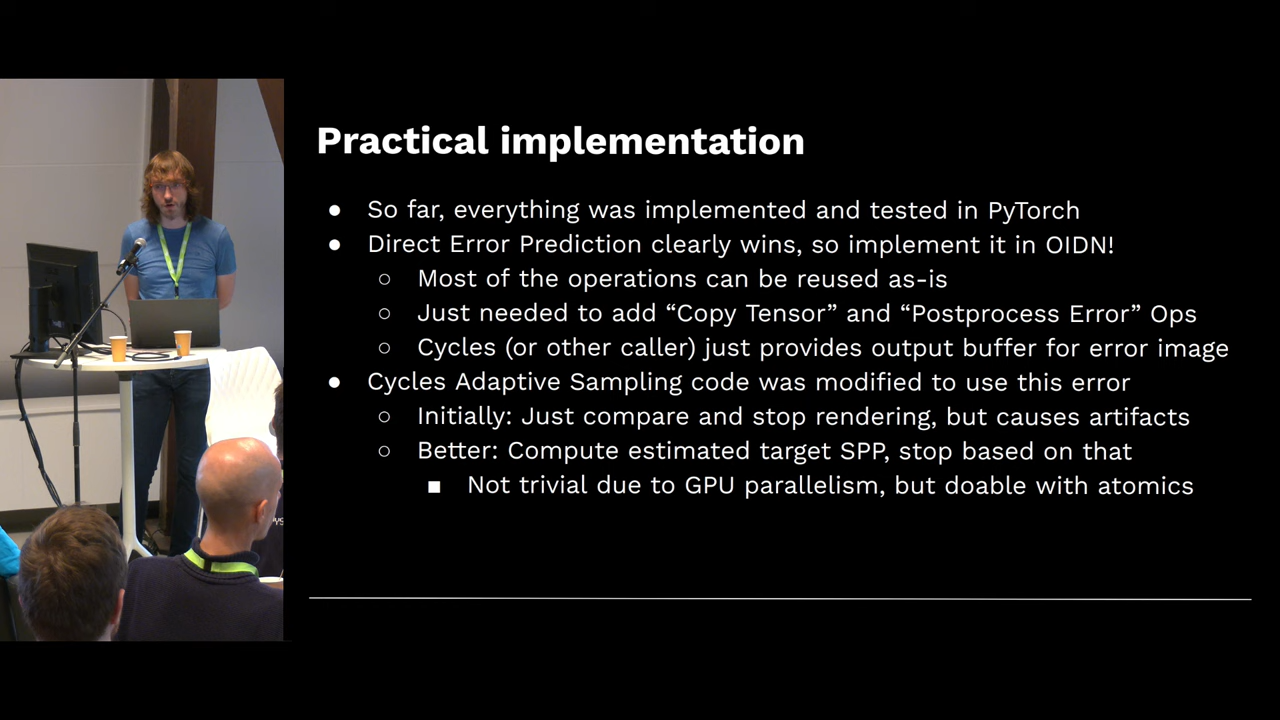 Practical implementation
● So far, everything was implemented and tested in PyTorch
● Direct Error Prediction clearly wins, so implement it in OIDN!
○ Most of the operations can be reused as-is
○ Just needed to add “Copy Tensor” and “Postprocess Error” Ops
○ Cycles (or other caller) just provides output buffer for error image
● Cycles Adaptive Sampling code was modified to use this error
○ Initially: Just compare and stop rendering, but causes artifacts
○ Better: Compute estimated target SPP, stop based on that
■ Not trivial due to GPU parallelism, but doable with atomics